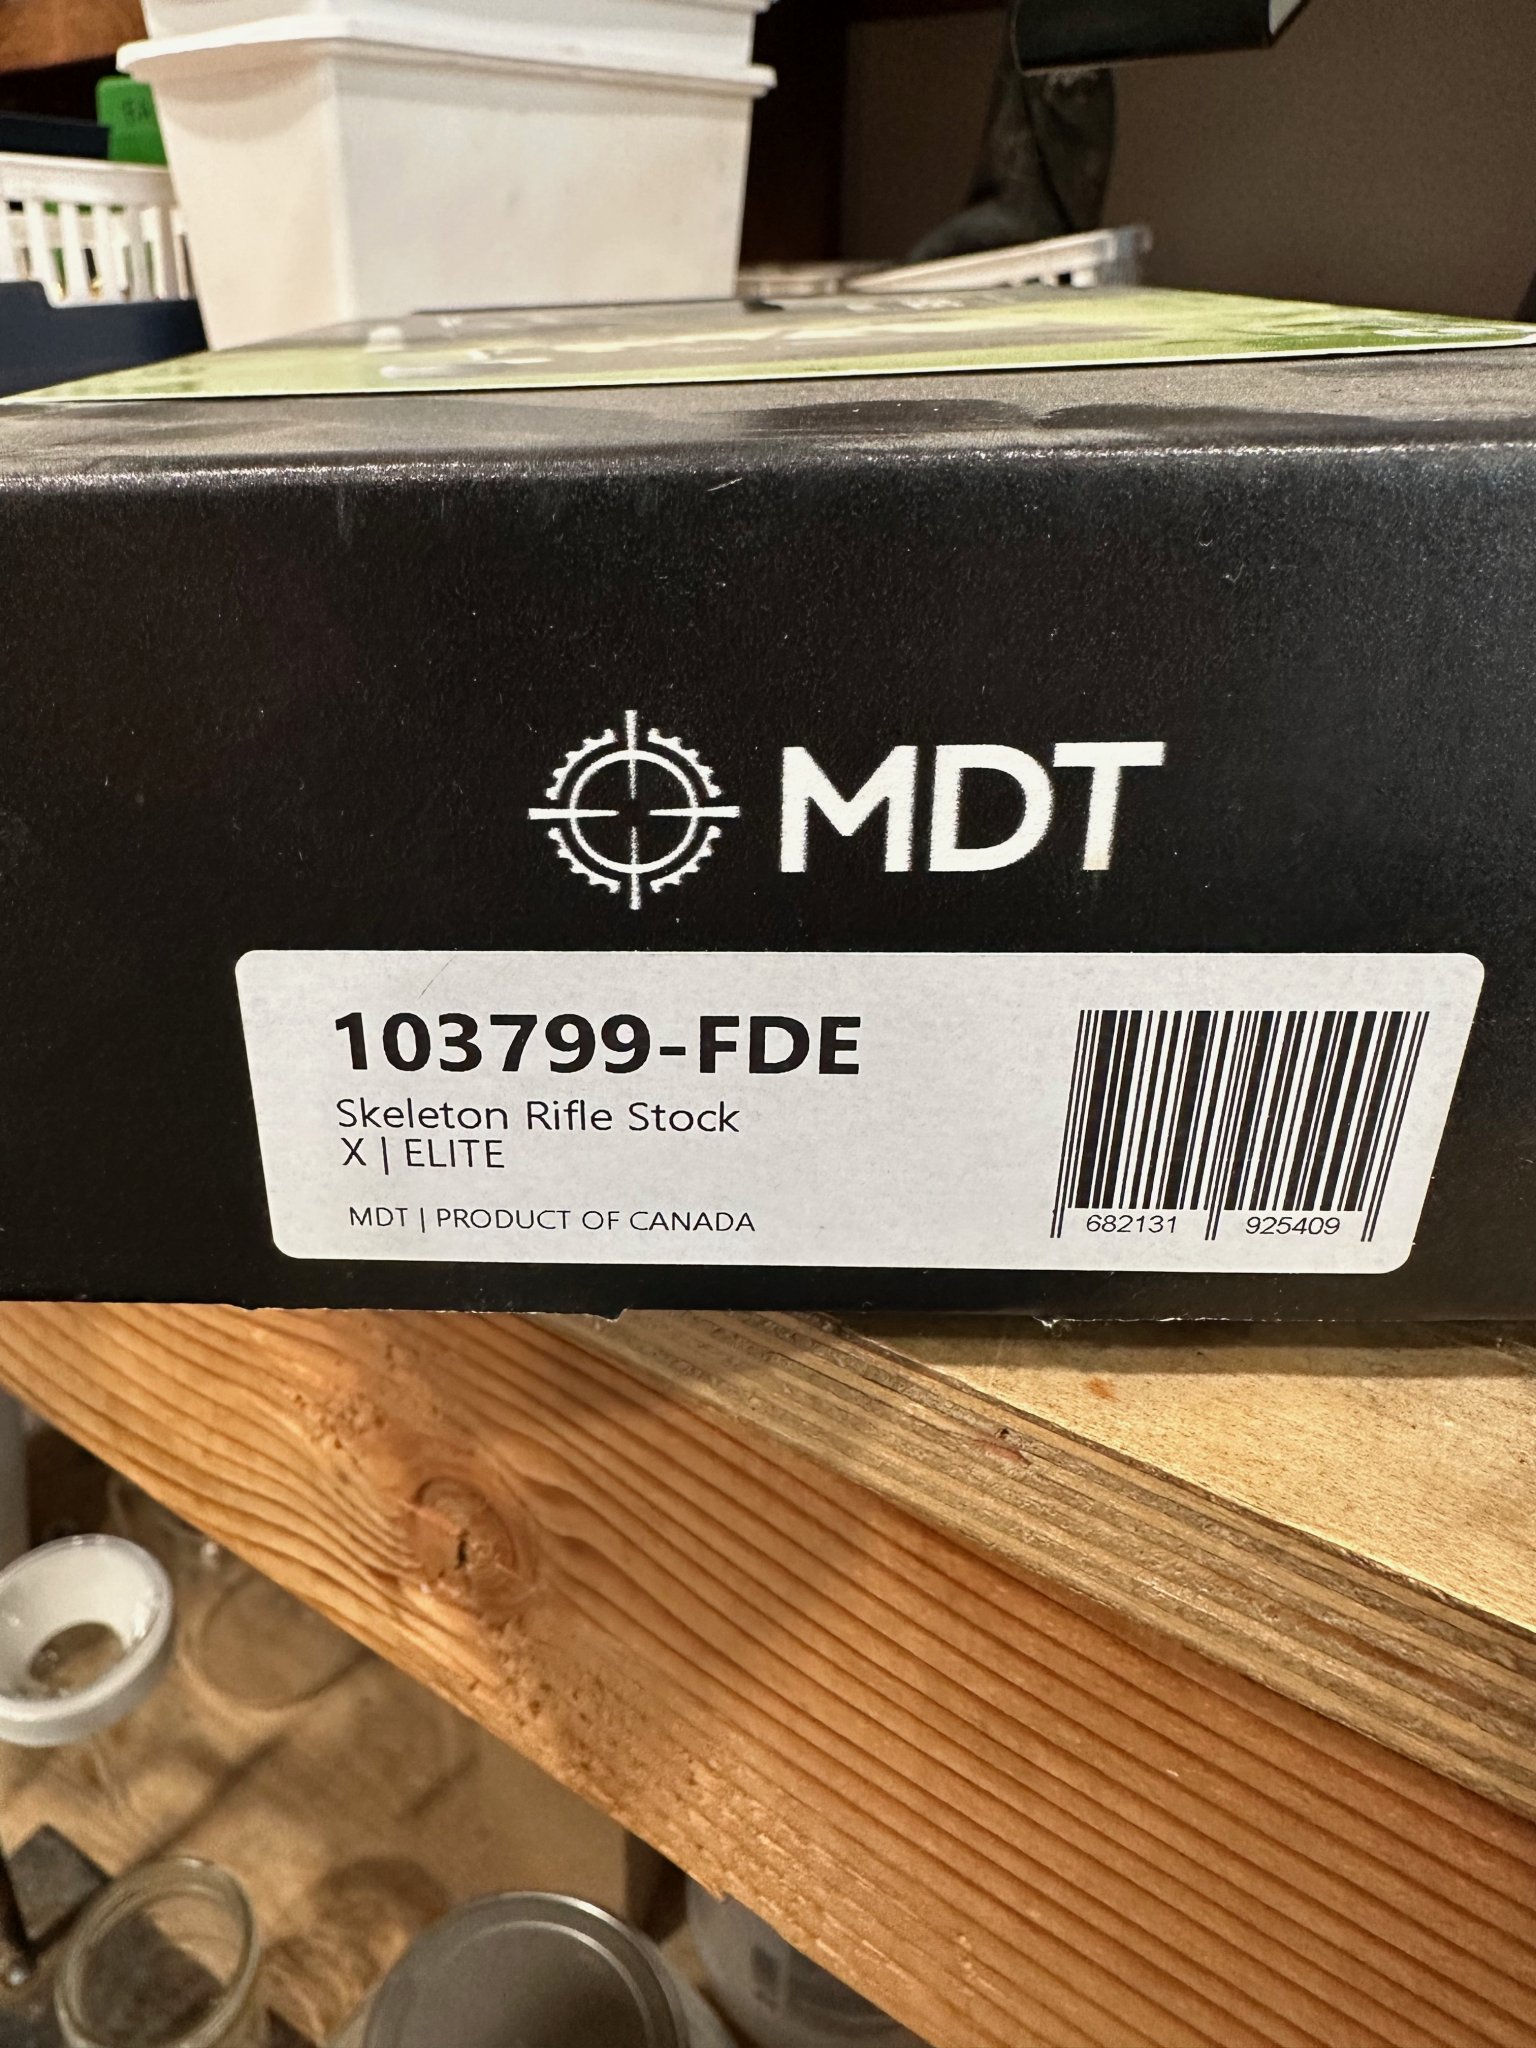 MDT
103799-FDE
Skeleton Rifle Stock
X | ELITE
MDT | PRODUCT OF CANADA
682131 925409